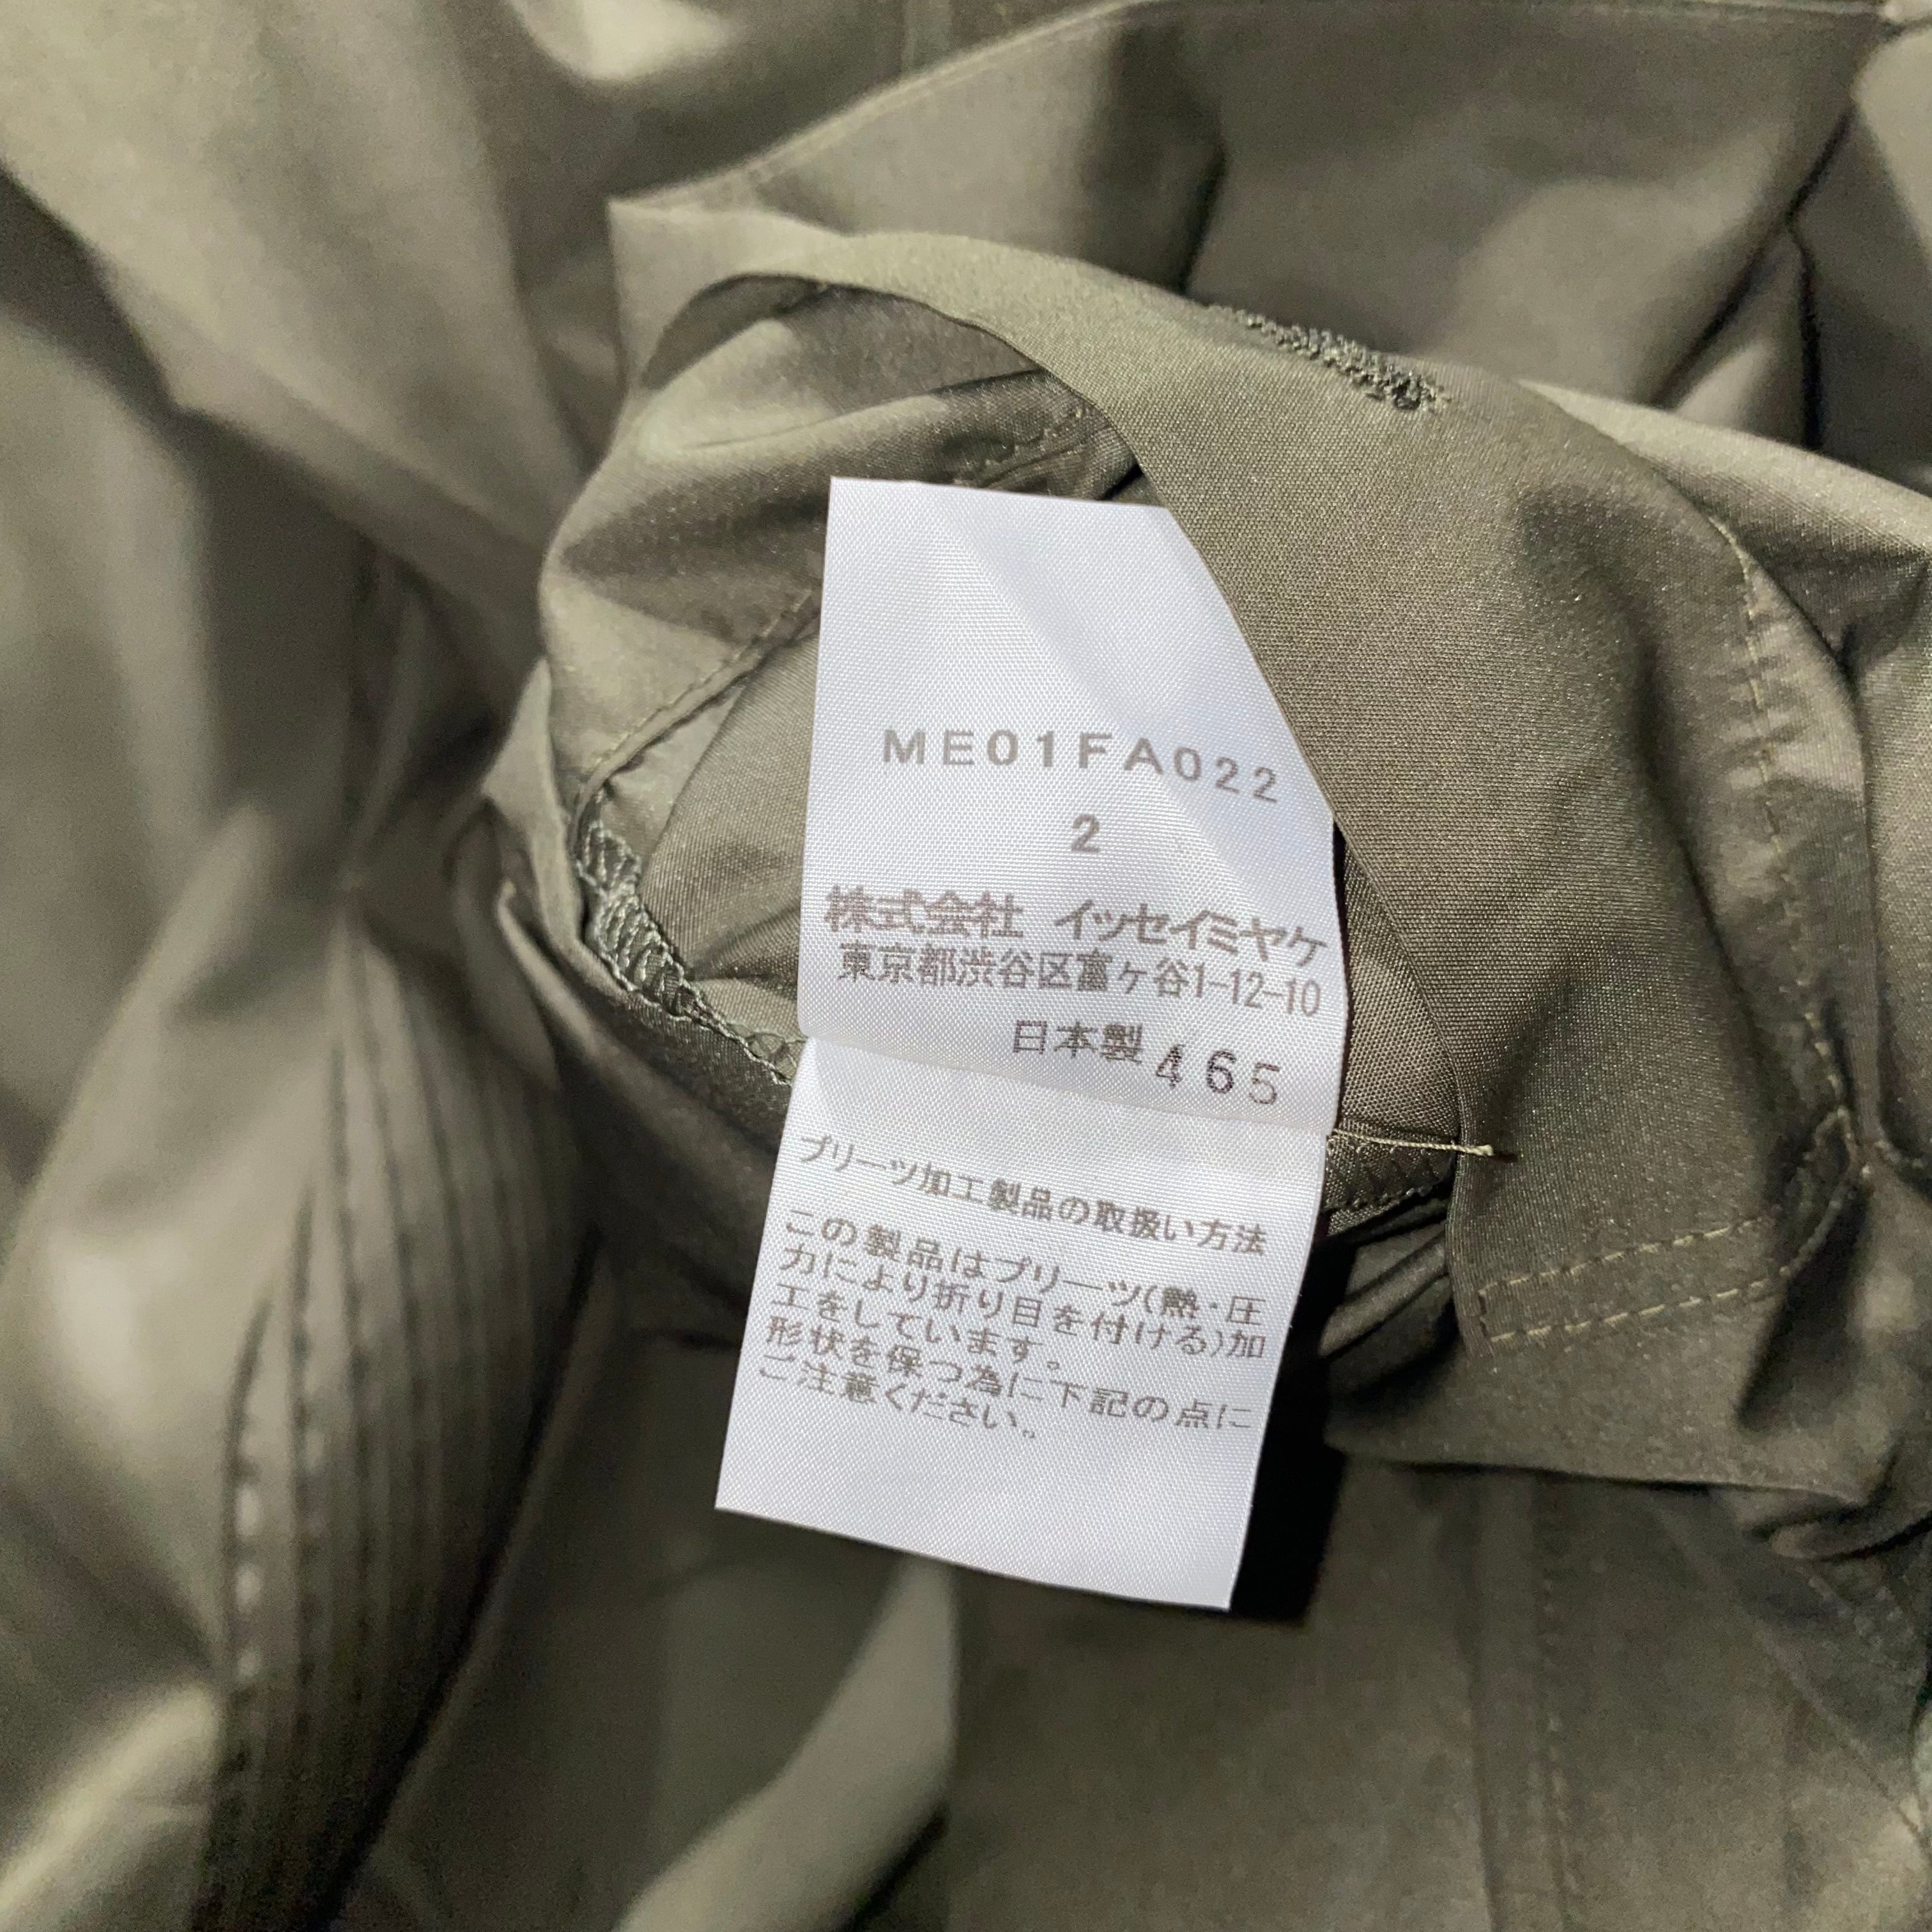 ME01FA022
2
株式会社 イッセイミヤケ
東京都渋谷区富ヶ谷1-12-10
日本製 465
プリーツ加工製品の取扱い方法
この製品はプリーツ(熱・圧
力により折り目を付ける)加
工をしています。
形状を保つ為に下記の点に
ご注意ください。